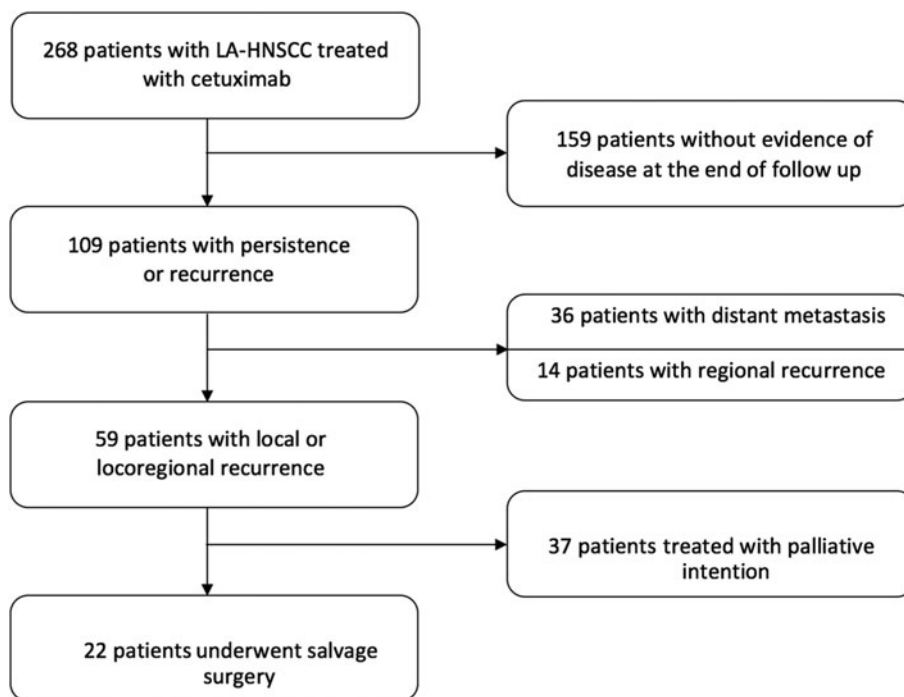 268 patients with LA-HNSCC treated
with cetuximab
159 patients without evidence of
disease at the end of follow up
109 patients with persistence
or recurrence
36 patients with distant metastasis
14 patients with regional recurrence
59 patients with local or
locoregional recurrence
37 patients treated with palliative
intention
22 patients underwent salvage
surgery